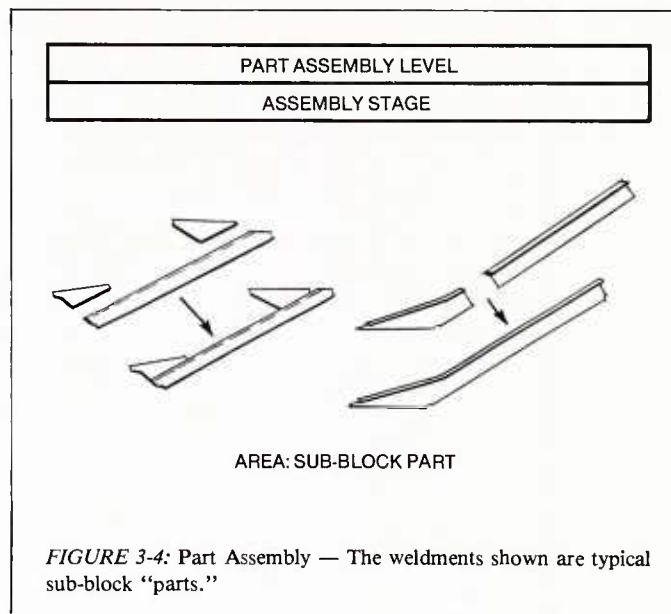 PART ASSEMBLY LEVEL
ASSEMBLY STAGE
AREA: SUB-BLOCK PART
FIGURE 3-4: Part Assembly — The weldments shown are typical
sub-block “parts.”